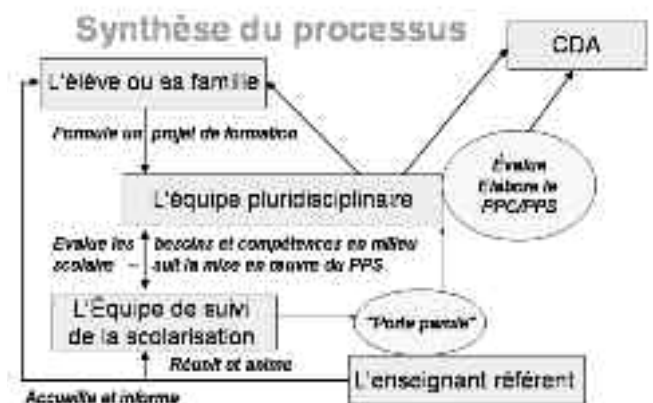 Synthèse du processus
CDA
L'élève ou sa famille
Formule un projet de formation
Évalue
Elabore le
PPC/PPS
L'équipe pluridisciplinaire
Evalue les besoins et compétences en milieu
scolaire – suit la mise en œuvre du PPS.
L'Équipe de suivi
de la scolarisation
"Porte parole"
Réunit et anime
L'enseignant référent
Accueille et informe